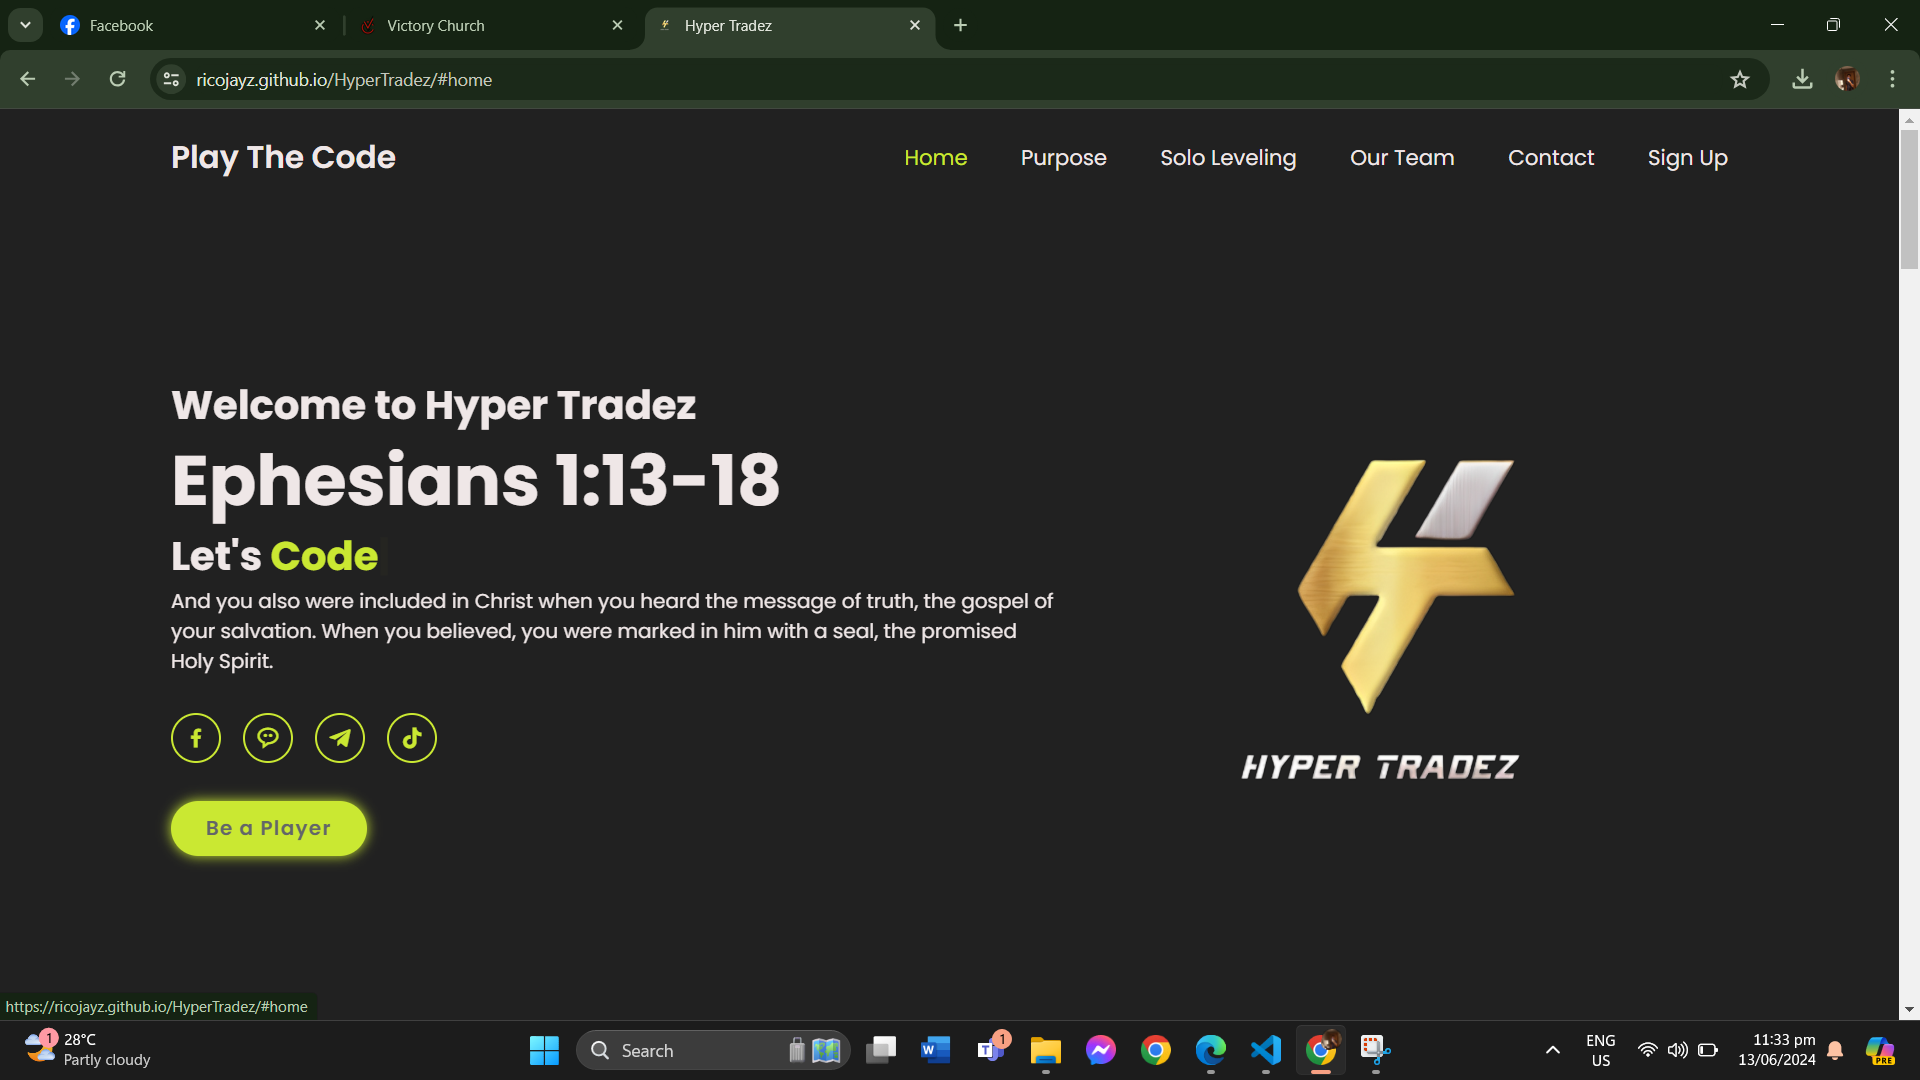 Facebook
Victory Church
Hyper Tradez
ricojayz.github.io/HyperTradez/#home
Play The Code
Home
Purpose
Solo Leveling
Our Team
Contact
Sign Up
Welcome to Hyper Tradez
Ephesians 1:13-18
Let's Code
And you also were included in Christ when you heard the message of truth, the gospel of
your salvation. When you believed, you were marked in him with a seal, the promised
Holy Spirit.
Be a Player
HYPER TRADEZ
https://ricojayz.github.io/HyperTradez/#home
1
28°C
Partly cloudy
Search
W
T
1
ENG
US
11:33 pm
13/06/2024
PRE